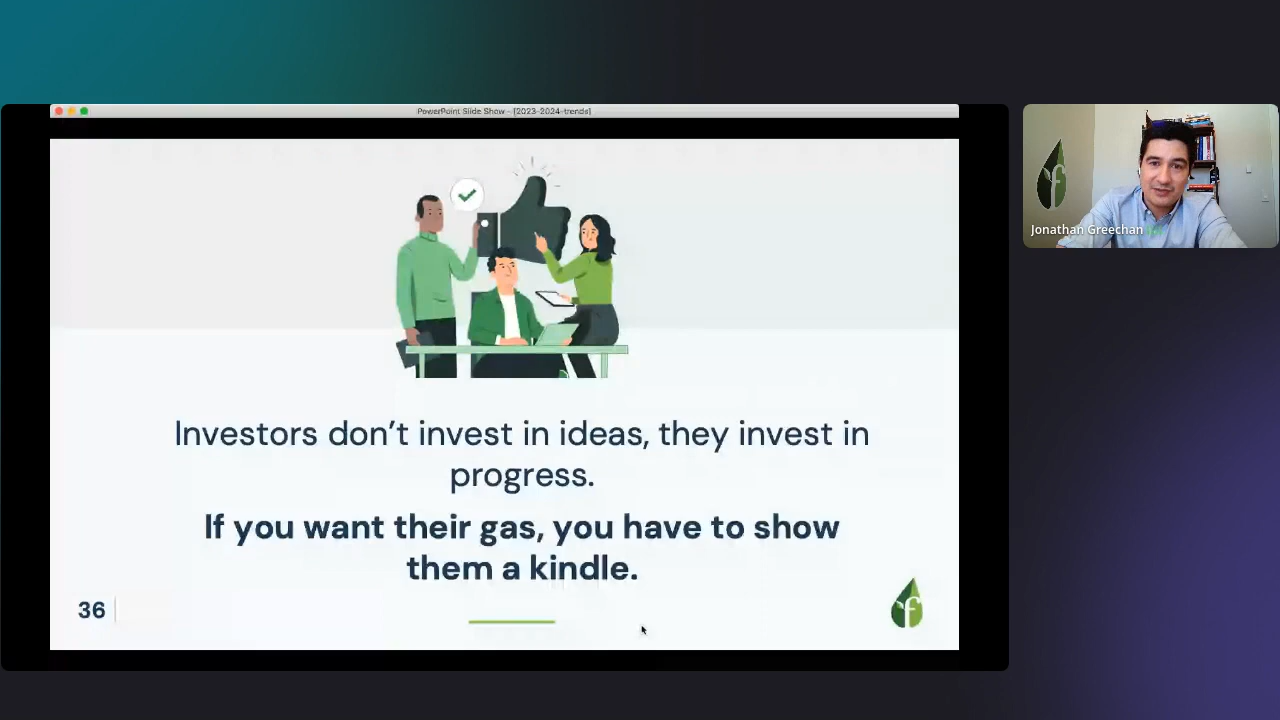 PowerPoint Slide Show - [2023-2024-trends]
Jonathan Greechan
Investors don’t invest in ideas, they invest in
progress.
If you want their gas, you have to show
them a kindle.
36
f